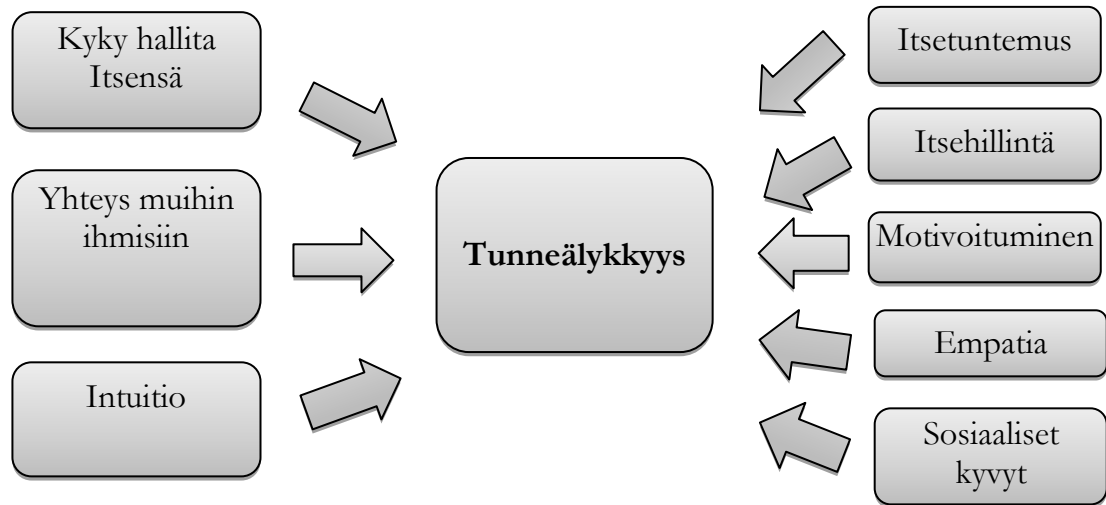 Kyky hallita
Itsensä
Yhteys muihin
ihmisiin
Intuitio
Tunneälykkyys
Itsetuntemus
Itsehillintä
Motivoituminen
Empatia
Sosiaaliset
kyvyt